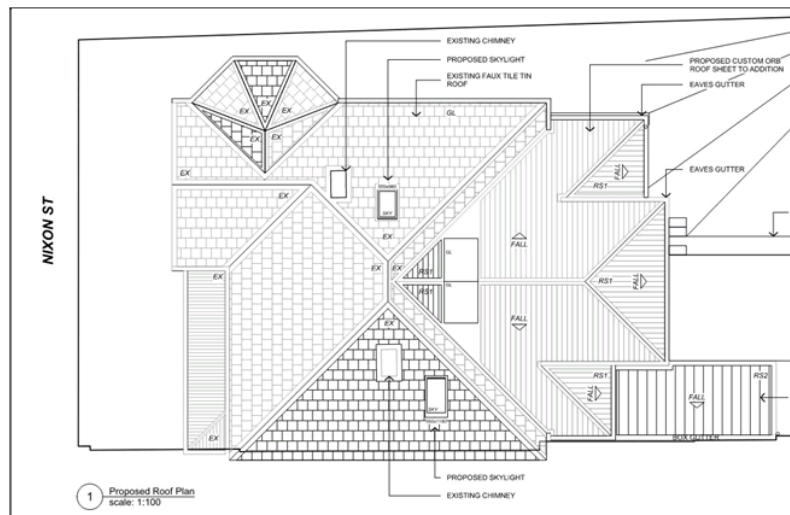 EXISTING CHIMNEY
PROPOSED SKYLIGHT
EXISTING FAUX TILE TIN
ROOF
PROPOSED CUSTOM ORB
ROOF SHEET TO ADDITION
EAVES GUTTER
EAVES GUTTER
NIXON ST
EX
EX
EX
EX
EX
EX
GL
SKY
EX
EX
EX
EX
RS1
RS1
GL
GL
FALL
FALL
FALL
RS1
FALL
RS1
FALL
RS1
EX
SKY
EX
FALL
RS2
BOX GUTTER
PROPOSED SKYLIGHT
EXISTING CHIMNEY
1
Proposed Roof Plan
scale: 1:100